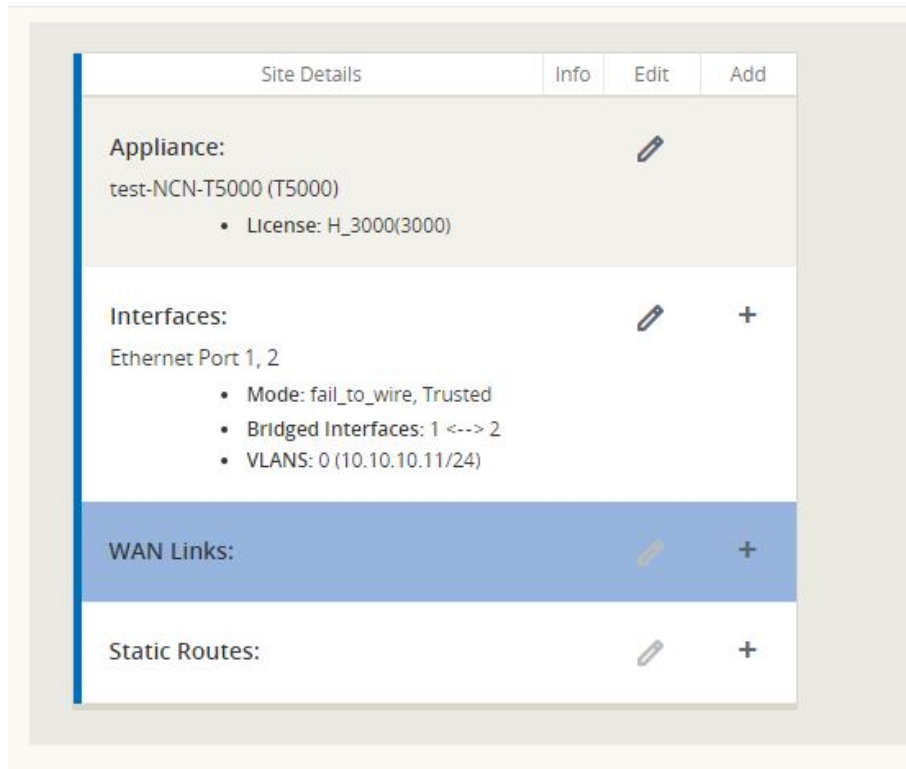 Site Details Info Edit Add
Appliance:
test-NCN-T5000 (T5000)
• License: H_3000(3000)
Interfaces:
Ethernet Port 1, 2
• Mode: fail_to_wire, Trusted
• Bridged Interfaces: 1 <--> 2
• VLANS: 0 (10.10.10.11/24)
WAN Links:
Static Routes: